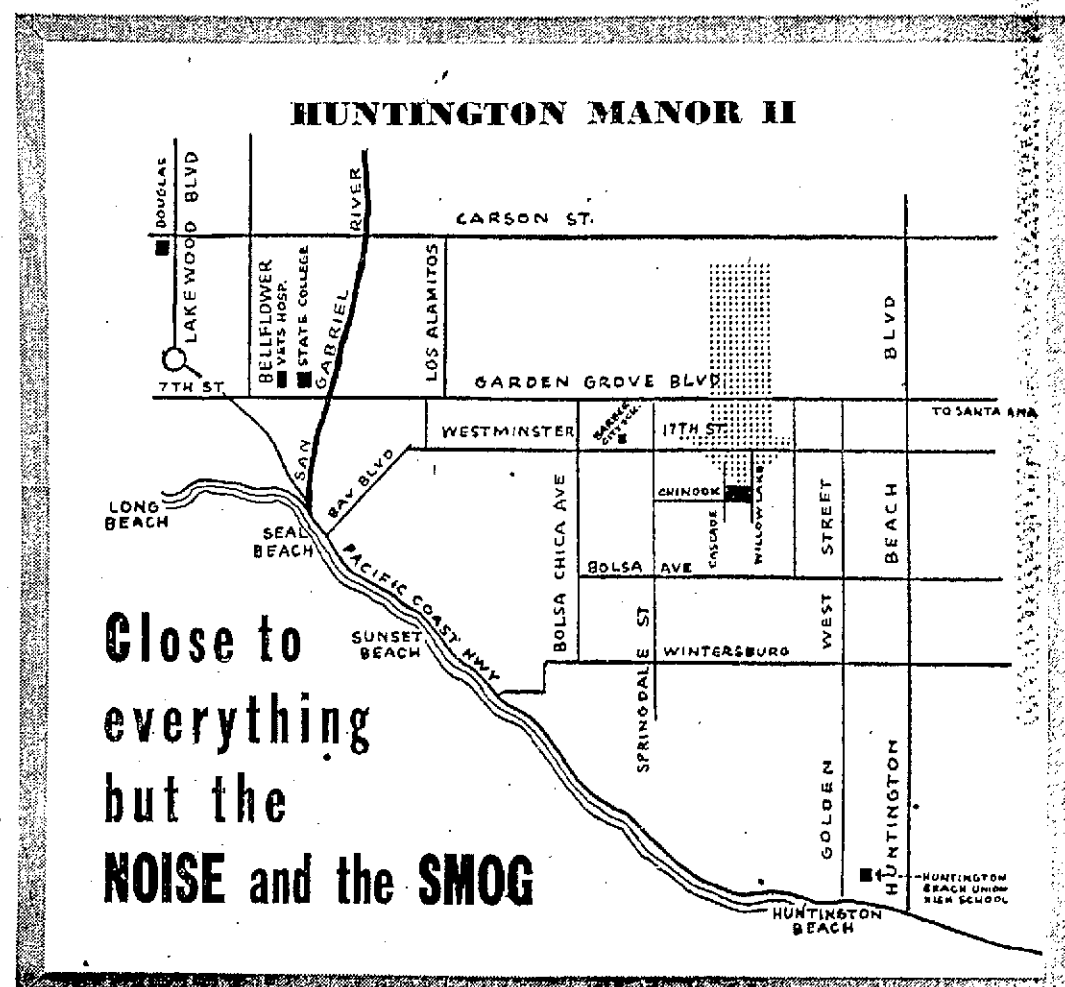 HUNTINGTON MANOR II
DOUGLAS
LAKEWOOD BLVD
BELLFLOWER
VETS HOSP.
STATE COLLEGE
SAN GABRIEL RIVER
LOS ALAMITOS
CARSON ST.
7TH ST.
GARDEN GROVE BLVD
TO SANTA ANA
WESTMINSTER
BARBER
CITY SCH.
17TH ST
BAY BLVD
LONG
BEACH
SEAL
BEACH
PACIFIC COAST HWY
SUNSET
BEACH
BOLSA CHICA AVE
CHINOOK
CASCADE
WILLOW LAKE
BOLSA AVE
SPRINGDALE ST
WINTERSBURG
GOLDEN WEST STREET
HUNTINGTON BEACH BLVD
Close to
everything
but the
NOISE and the SMOG
HUNTINGTON
BEACH UNION
HIGH SCHOOL
HUNTINGTON
BEACH